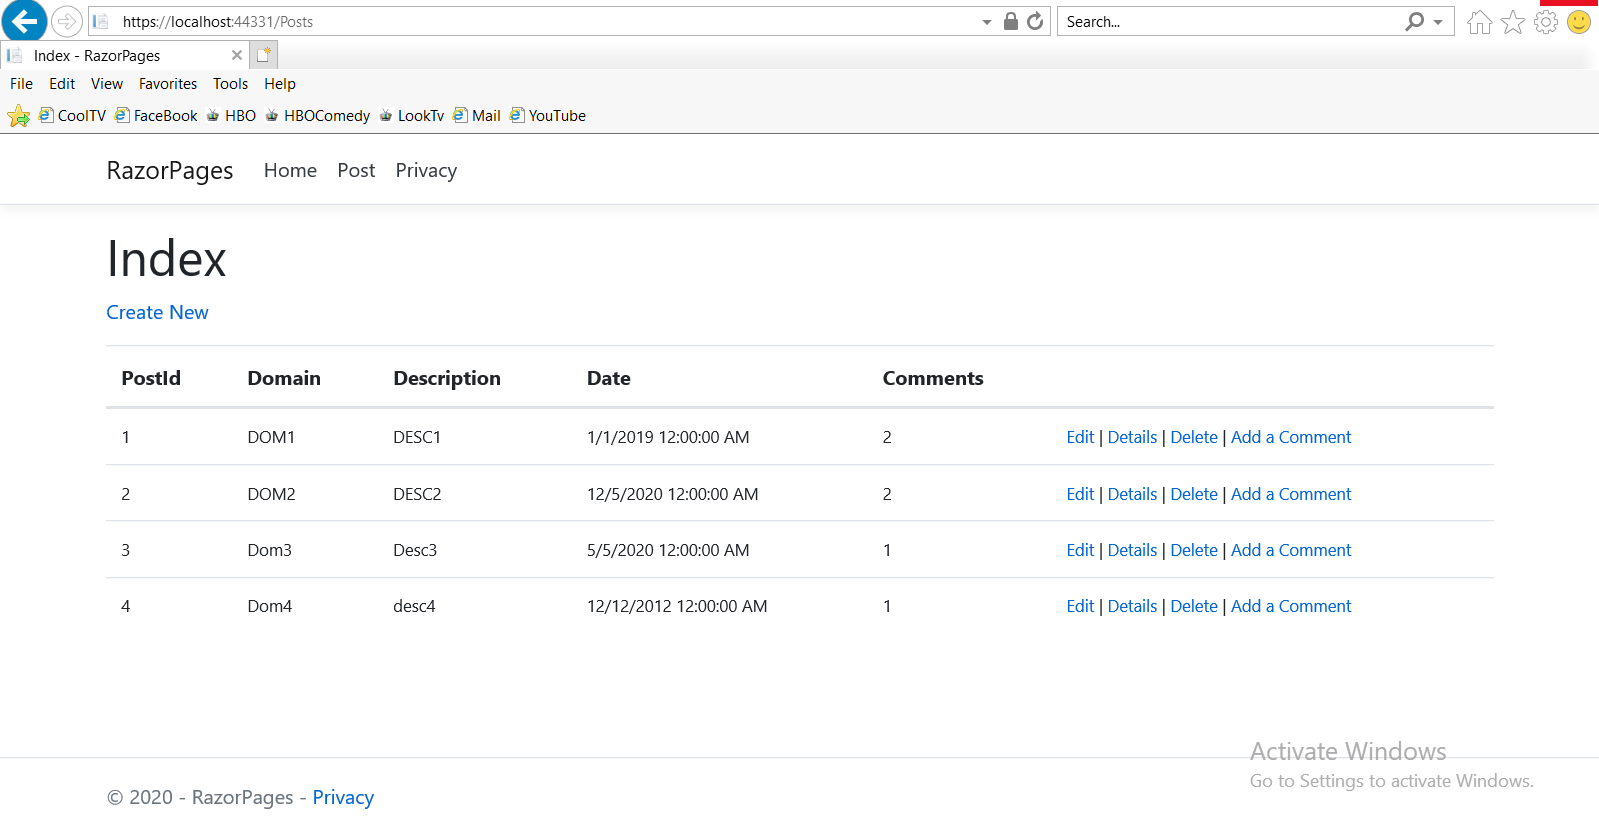 https://localhost:44331/Posts
Search...
Index - RazorPages
File Edit View Favorites Tools Help
CoolTV FaceBook HBO HBOComedy LookTv Mail YouTube
RazorPages Home Post Privacy
Index
Create New
PostId Domain Description Date Comments
1 DOM1 DESC1 1/1/2019 12:00:00 AM 2 Edit | Details | Delete | Add a Comment
2 DOM2 DESC2 12/5/2020 12:00:00 AM 2 Edit | Details | Delete | Add a Comment
3 Dom3 Desc3 5/5/2020 12:00:00 AM 1 Edit | Details | Delete | Add a Comment
4 Dom4 desc4 12/12/2012 12:00:00 AM 1 Edit | Details | Delete | Add a Comment
Activate Windows
Go to Settings to activate Windows.
© 2020 - RazorPages - Privacy